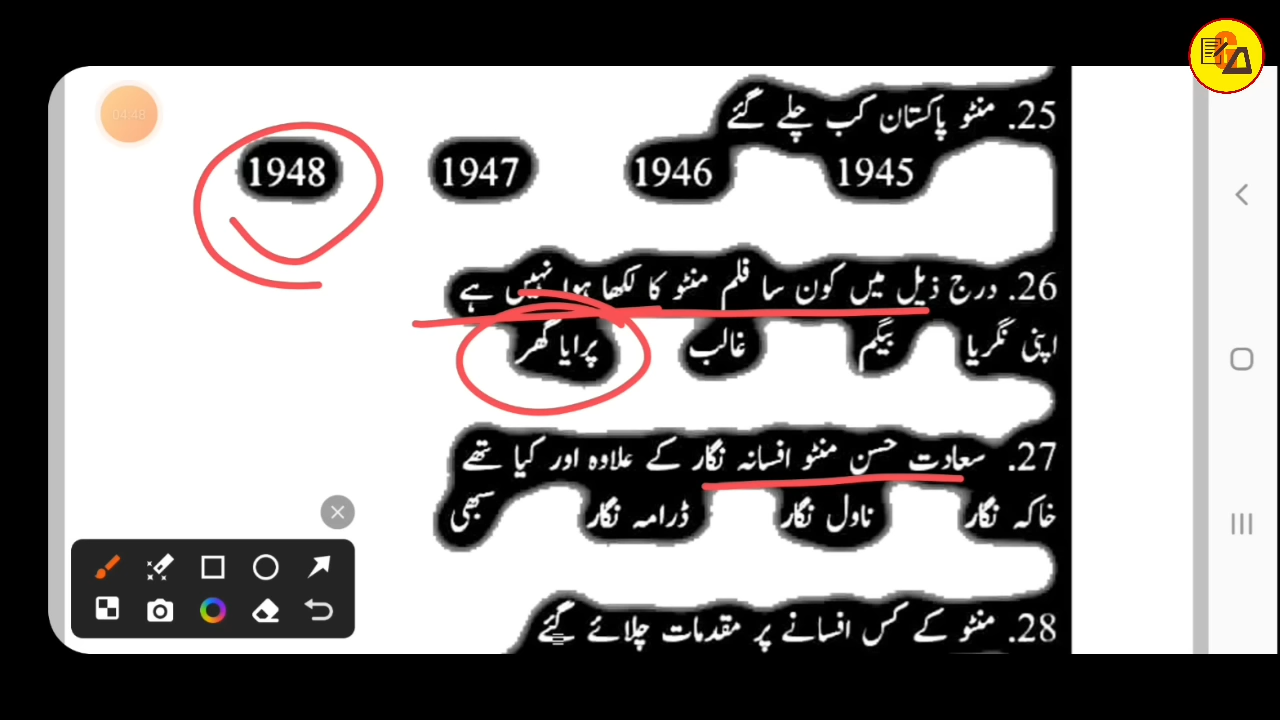 04:48
25. منٹو پاکستان کب چلے گئے
1945 1946 1947 1948
26. درج ذیل میں کون سا فلم منٹو کا لکھا ہوا نہیں ہے
اپنی نگریا بیگم غالب پرایا گھر
27. سعادت حسن منٹو افسانہ نگار کے علاوہ اور کیا تھے
خاکہ نگار ناول نگار ڈرامہ نگار سبھی
28. منٹو کے کس افسانے پر مقدمات چلائے گئے